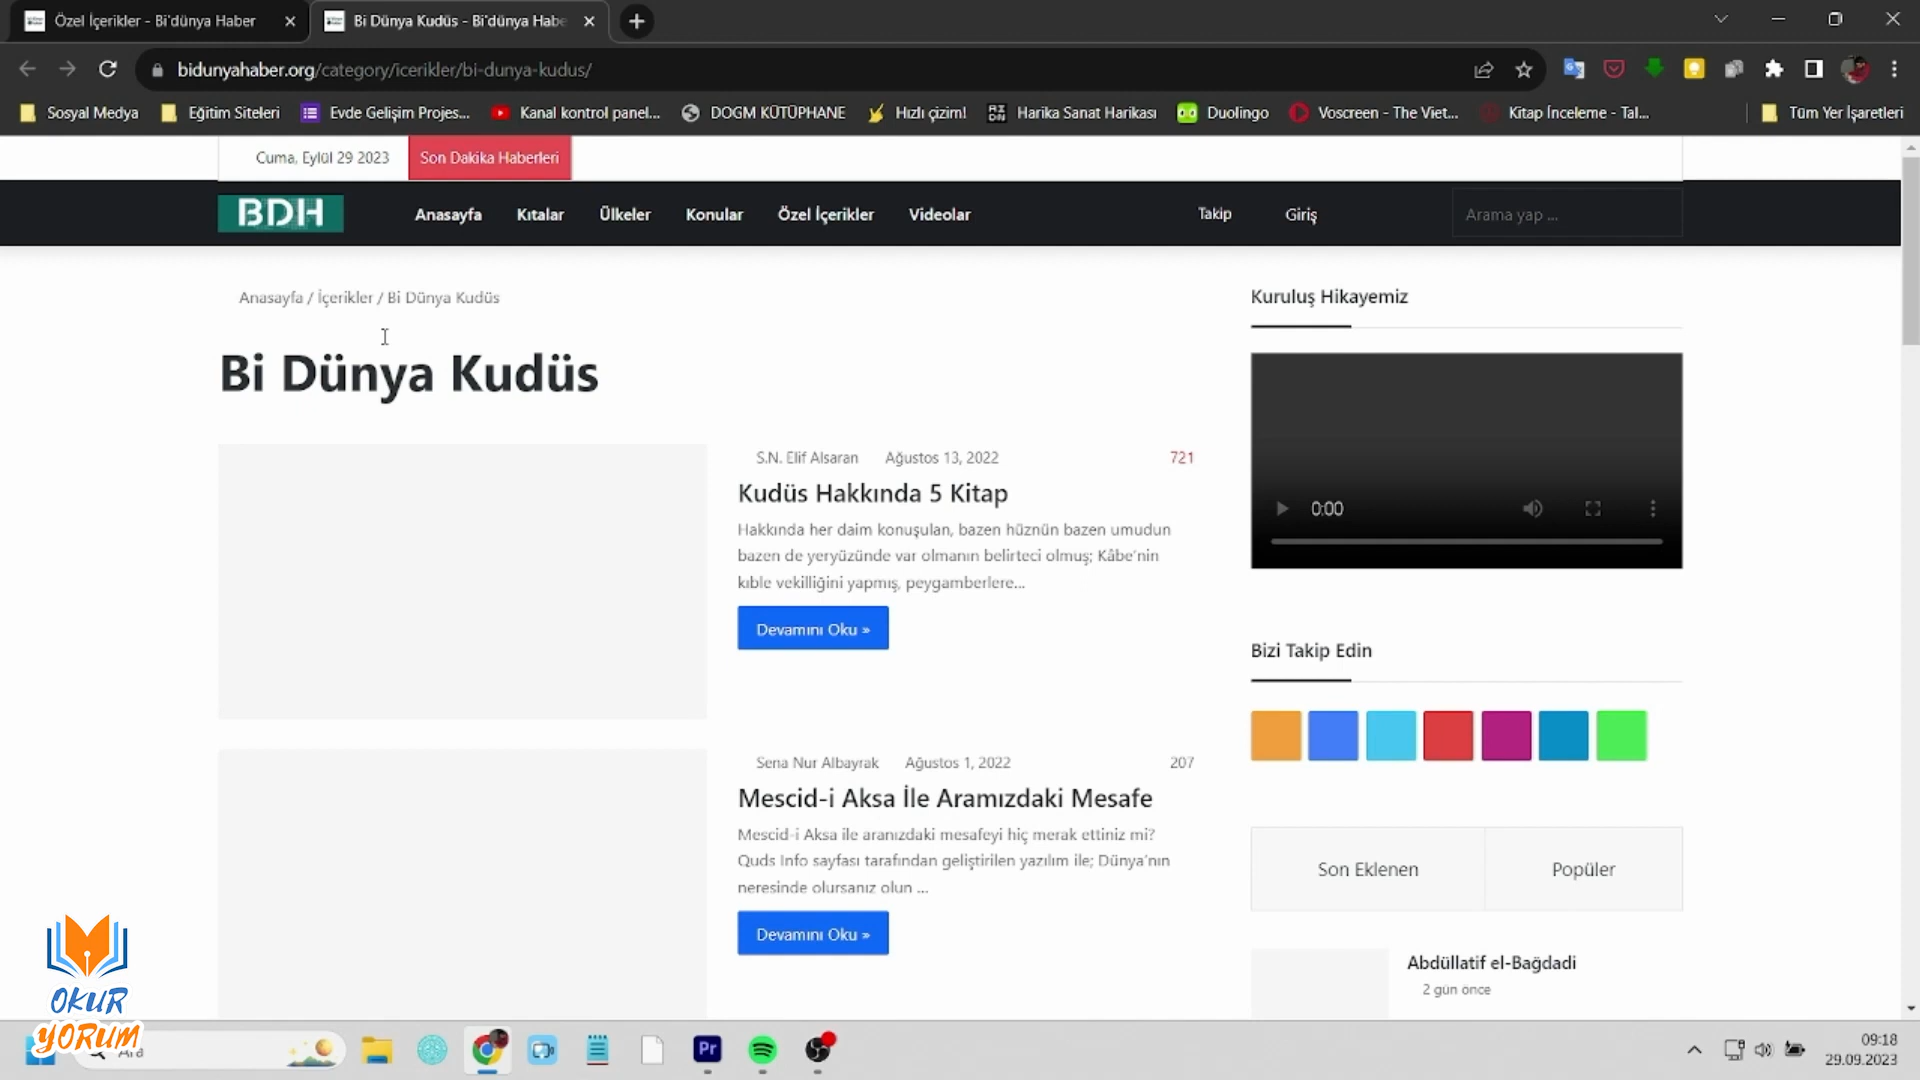 Özel İçerikler - Bi'dünya Haber
Bi Dünya Kudüs - Bi'dünya Habe
bidunyahaber.org/category/icerikler/bi-dunya-kudus/
Sosyal Medya
Eğitim Siteleri
Evde Gelişim Projes...
Kanal kontrol panel...
DOGM KÜTÜPHANE
Hızlı çizim!
Harika Sanat Harikası
Duolingo
Voscreen - The Viet...
Kitap İnceleme - Tal...
Tüm Yer İşaretleri
Cuma, Eylül 29 2023
Son Dakika Haberleri
BDH
Anasayfa
Kıtalar
Ülkeler
Konular
Özel İçerikler
Videolar
Takip
Giriş
Arama yap ...
Anasayfa / İçerikler / Bi Dünya Kudüs
Bi Dünya Kudüs
S.N. Elif Alsaran
Ağustos 13, 2022
721
Kudüs Hakkında 5 Kitap
Hakkında her daim konuşulan, bazen hüznün bazen umudun
bazen de yeryüzünde var olmanın belirteci olmuş; Kâbe'nin
kıble vekilliğini yapmış, peygamberlere...
Devamını Oku »
Sena Nur Albayrak
Ağustos 1, 2022
207
Mescid-i Aksa İle Aramızdaki Mesafe
Mescid-i Aksa ile aranızdaki mesafeyi hiç merak ettiniz mi?
Quds Info sayfası tarafından geliştirilen yazılım ile; Dünya'nın
neresinde olursanız olun ...
Devamını Oku »
Kuruluş Hikayemiz
0:00
Bizi Takip Edin
Son Eklenen
Popüler
Abdüllatif el-Bağdadi
2 gün önce
OKUR
YORUM
Ara
Pr
09:18
29.09.2023